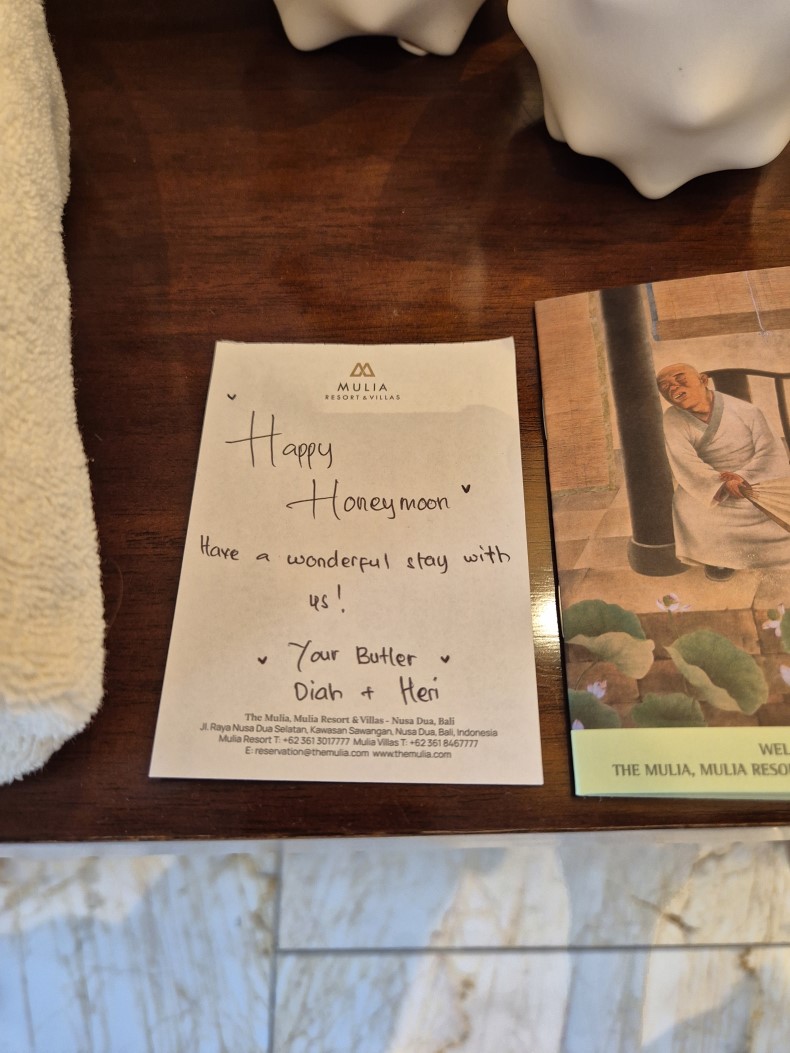 MULIA
RESORT & VILLAS
Happy
Honeymoon
Have a wonderful stay with
us!
Your Butler
Diah + Heri
The Mulia, Mulia Resort & Villas - Nusa Dua, Bali
Jl. Raya Nusa Dua Selatan, Kawasan Sawangan, Nusa Dua, Bali, Indonesia
Mulia Resort T: +62 361 3017777 Mulia Villas T: +62 361 8467777
E: reservation@themulia.com www.themulia.com
WEL
THE MULIA, MULIA RESO